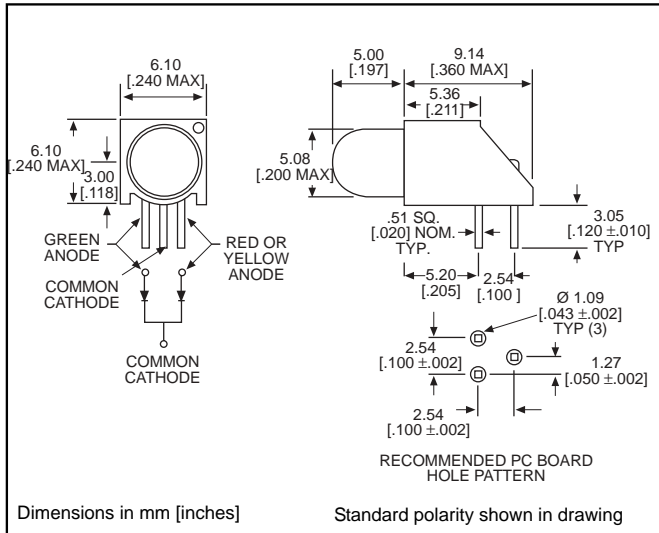 6.10
[.240 MAX]
6.10
[.240 MAX]
3.00
[.118]
GREEN
ANODE
RED OR
YELLOW
ANODE
COMMON
CATHODE
COMMON
CATHODE
5.00
[.197]
9.14
[.360 MAX]
5.36
[.211]
5.08
[.200 MAX]
.51 SQ.
[.020] NOM.
TYP.
3.05
[.120 ±.010]
TYP
5.20
[.205]
2.54
[.100 ]
Ø 1.09
[.043 ±.002]
TYP (3)
2.54
[.100 ±.002]
1.27
[.050 ±.002]
2.54
[.100 ±.002]
RECOMMENDED PC BOARD
HOLE PATTERN
Dimensions in mm [inches]
Standard polarity shown in drawing